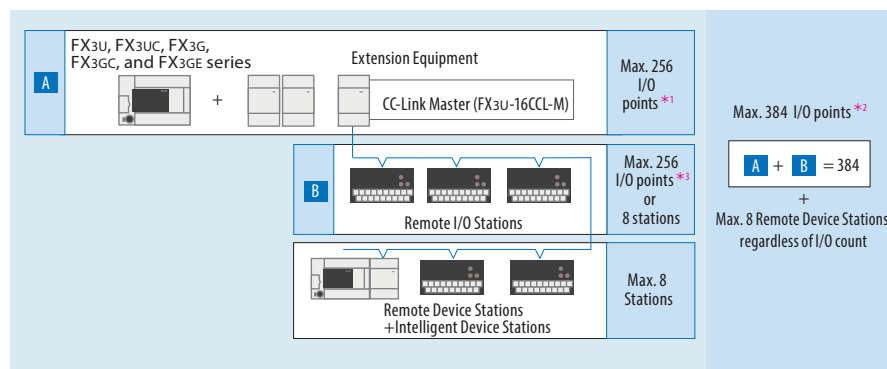 A
FX3U, FX3UC, FX3G,
FX3GC, and FX3GE series
+
Extension Equipment
CC-Link Master (FX3U-16CCL-M)
Max. 256
I/O
points *1
B
Remote I/O Stations
Max. 256
I/O points *3
or
8 stations
Remote Device Stations
+Intelligent Device Stations
Max. 8
Stations
Max. 384 I/O points *2
A + B = 384
+
Max. 8 Remote Device Stations
regardless of I/O count